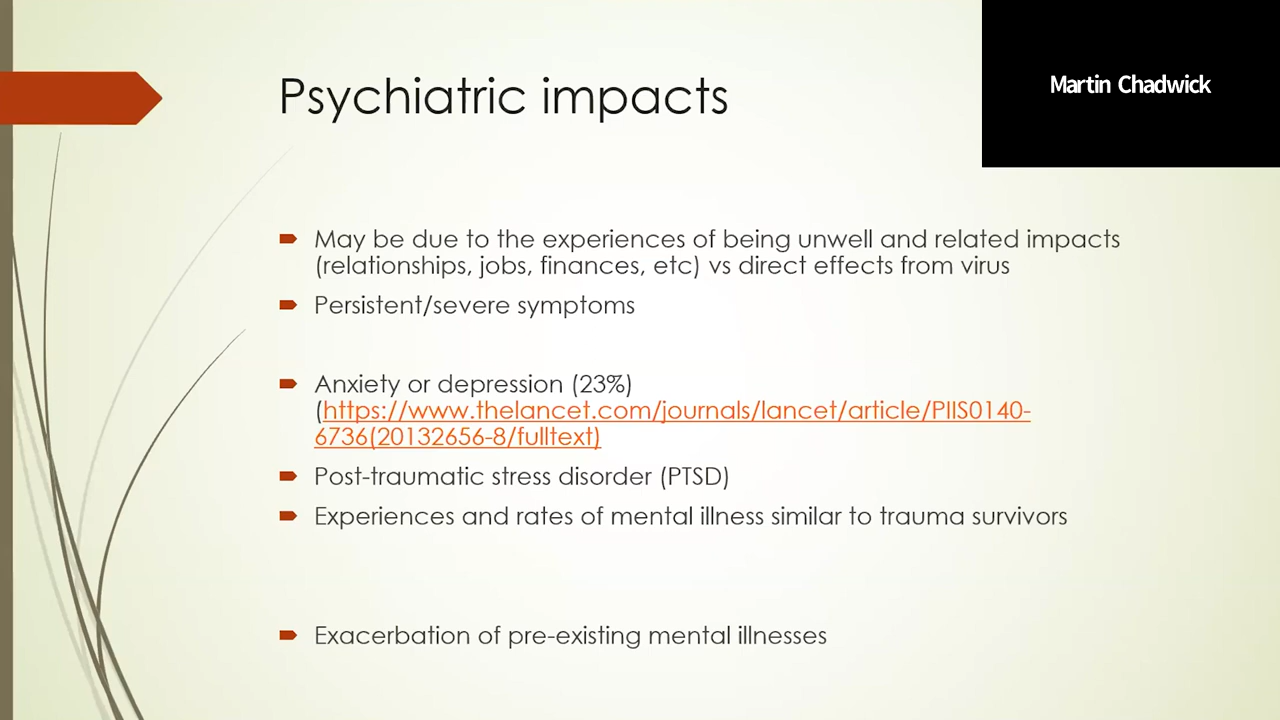 Psychiatric impacts
Martin Chadwick
May be due to the experiences of being unwell and related impacts
(relationships, jobs, finances, etc) vs direct effects from virus
Persistent/severe symptoms
Anxiety or depression (23%)
(https://www.thelancet.com/journals/lancet/article/PIIS0140-
6736(20132656-8/fulltext)
Post-traumatic stress disorder (PTSD)
Experiences and rates of mental illness similar to trauma survivors
Exacerbation of pre-existing mental illnesses